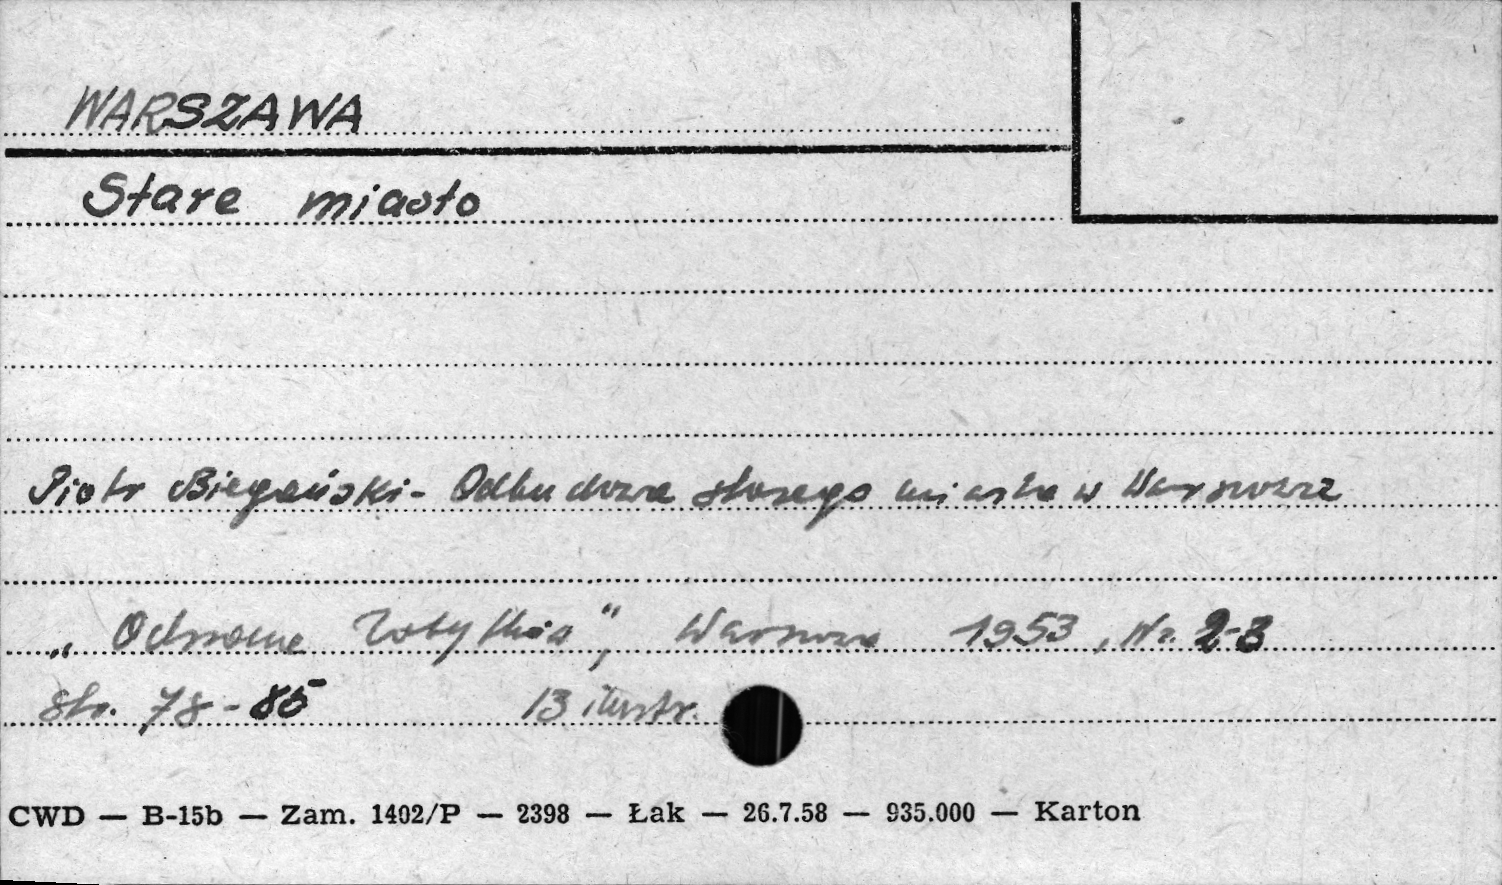 WARSZAWA
Stare miasto
Piotr Biegański - Odbudowa starego miasta w Warszawie
„Ochrona Zabytków", Warszawa 1953, Nr. 2-3
str. 78-85 13 ilustr.
CWD — B-15b — Zam. 1402/P — 2398 — Łak — 26.7.58 — 935.000 — Karton